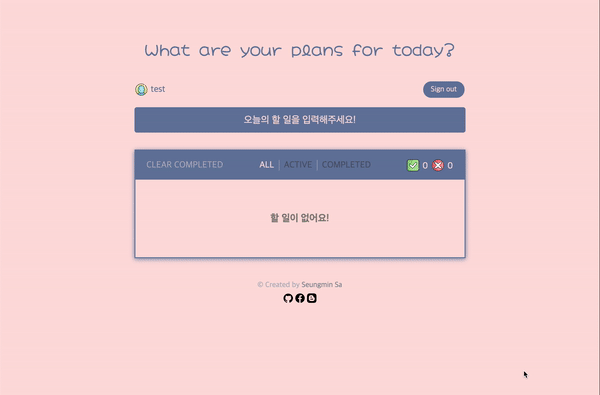 What are your plans for today?
test
Sign out
오늘의 할 일을 입력해주세요!
CLEAR COMPLETED
ALL
ACTIVE
COMPLETED
0
0
할 일이 없어요!
© Created by Seungmin Sa